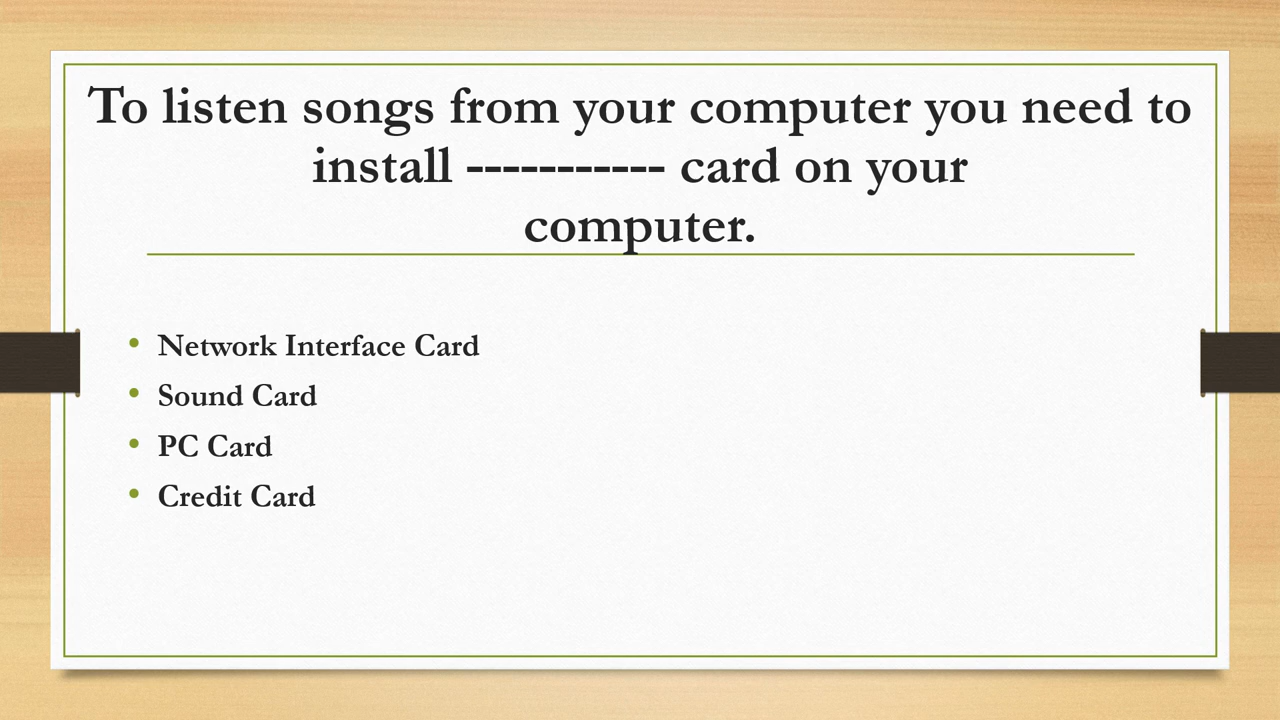 To listen songs from your computer you need to
install ----------- card on your
computer.
• Network Interface Card
• Sound Card
• PC Card
• Credit Card